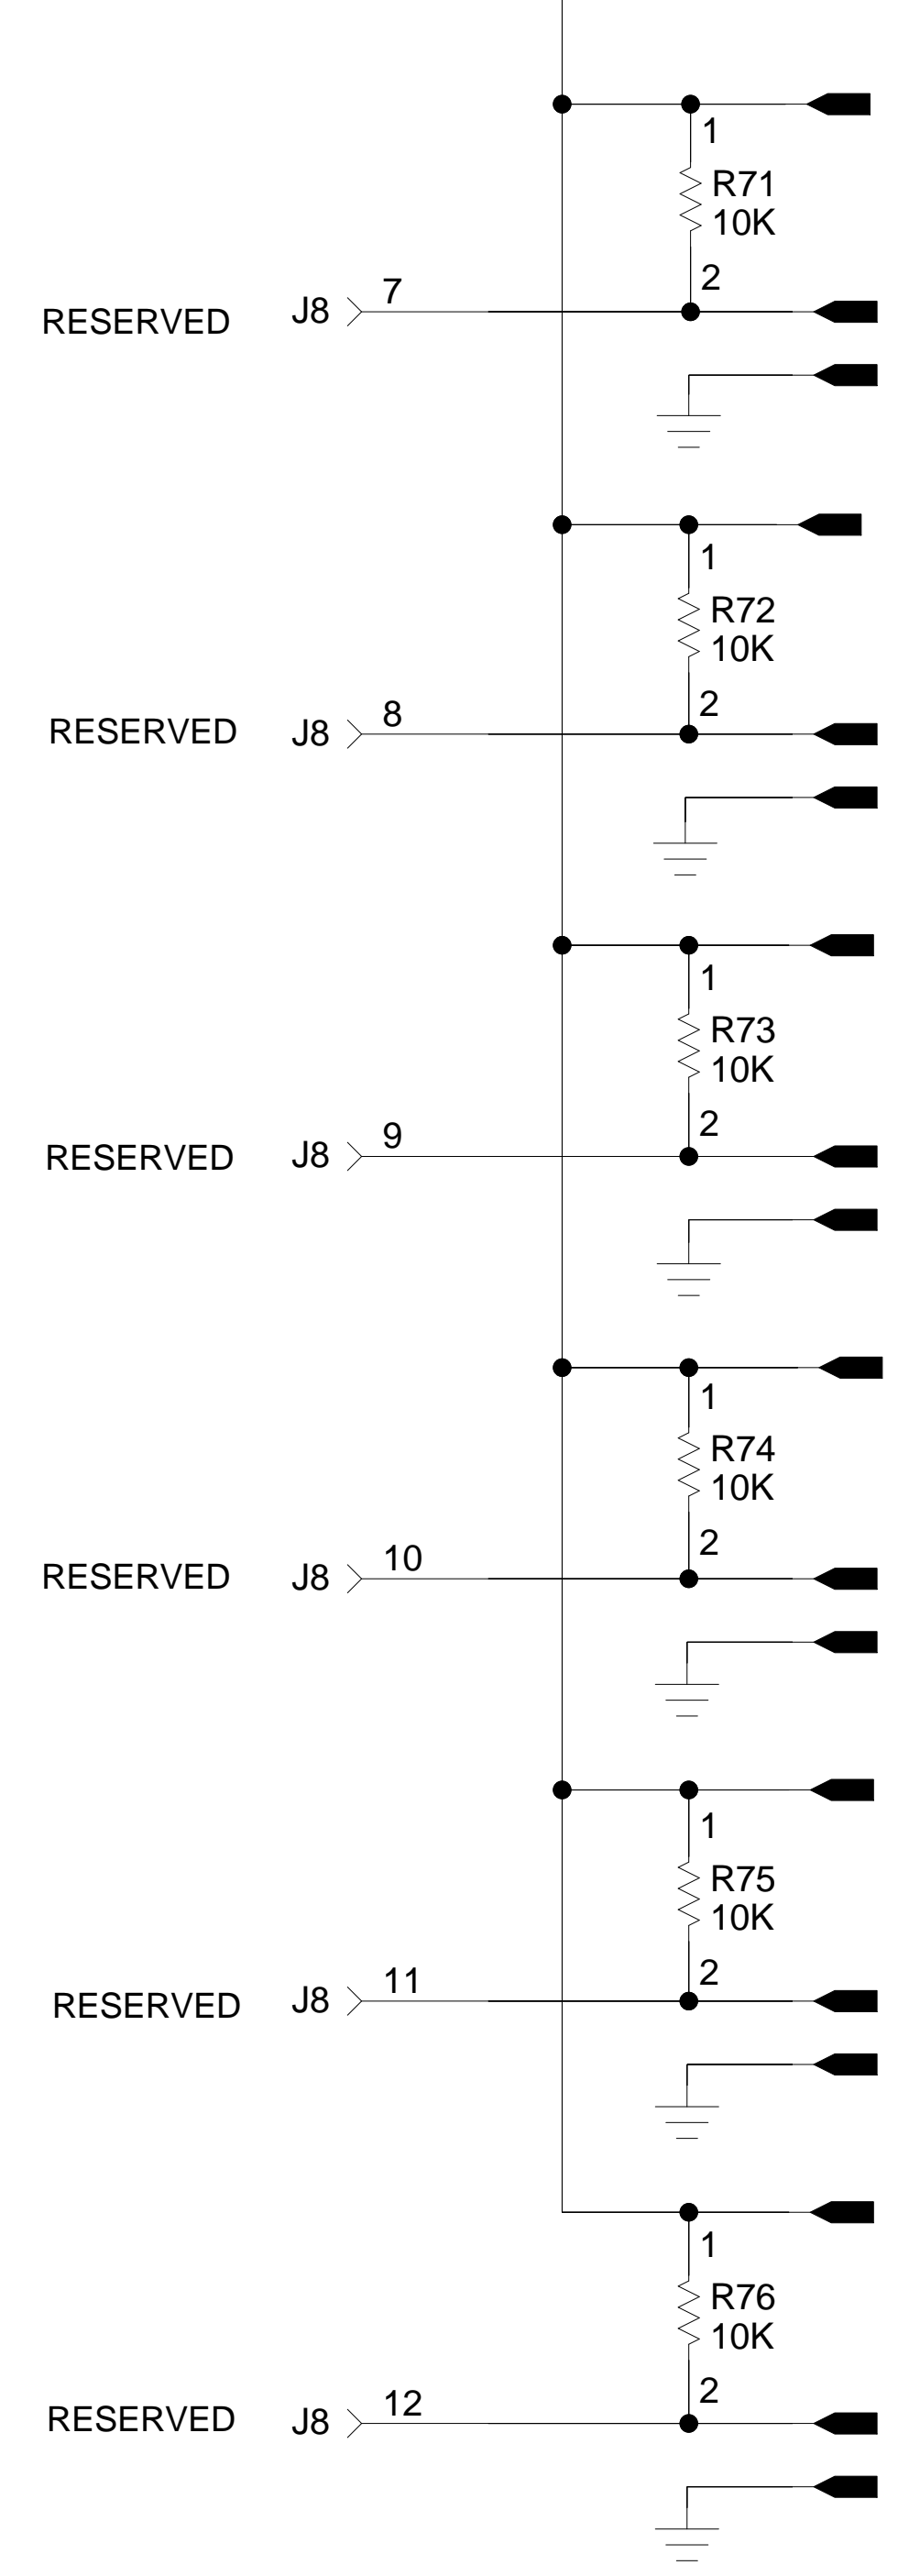 1
R71
10K
2
7
RESERVED J8
1
R72
10K
2
8
RESERVED J8
1
R73
10K
2
9
RESERVED J8
1
R74
10K
2
10
RESERVED J8
1
R75
10K
2
11
RESERVED J8
1
R76
10K
2
12
RESERVED J8